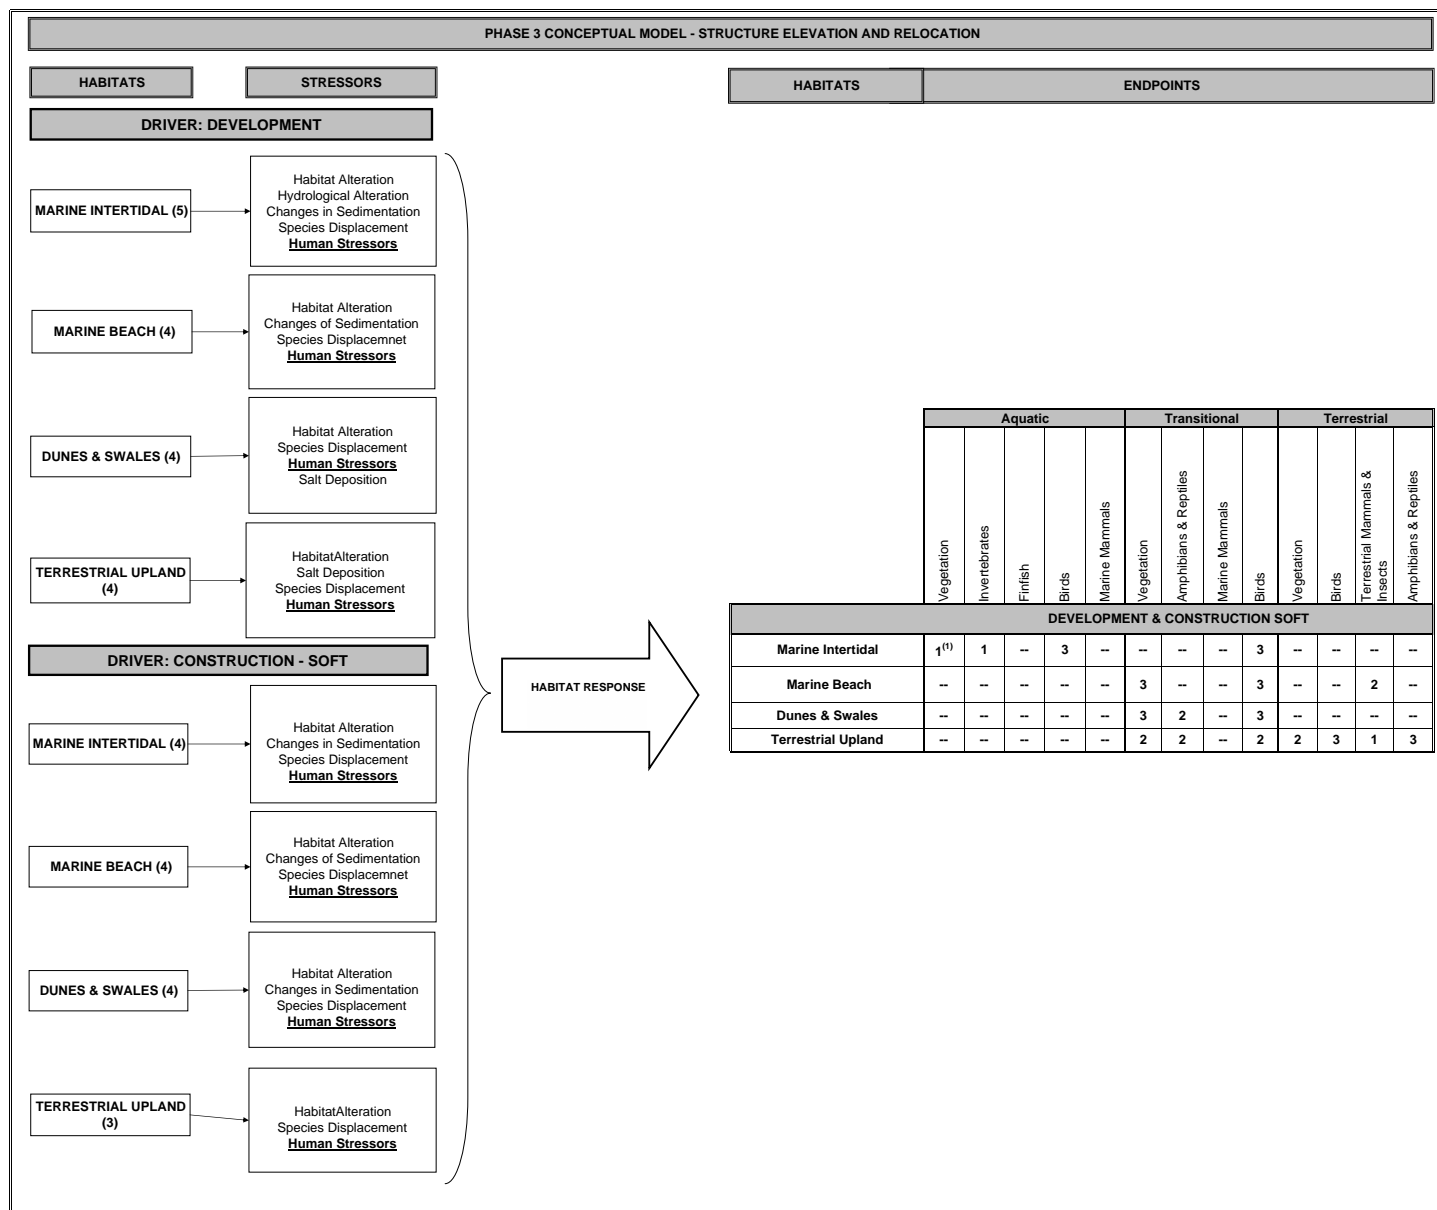 PHASE 3 CONCEPTUAL MODEL - STRUCTURE ELEVATION AND RELOCATION
HABITATS
STRESSORS
DRIVER: DEVELOPMENT
MARINE INTERTIDAL (5)
Habitat Alteration
Hydrological Alteration
Changes in Sedimentation
Species Displacement
Human Stressors
MARINE BEACH (4)
Habitat Alteration
Changes of Sedimentation
Species Displacemnet
Human Stressors
DUNES & SWALES (4)
Habitat Alteration
Species Displacement
Human Stressors
Salt Deposition
TERRESTRIAL UPLAND
(4)
HabitatAlteration
Salt Deposition
Species Displacement
Human Stressors
DRIVER: CONSTRUCTION - SOFT
MARINE INTERTIDAL (4)
Habitat Alteration
Changes in Sedimentation
Species Displacement
Human Stressors
MARINE BEACH (4)
Habitat Alteration
Changes of Sedimentation
Species Displacemnet
Human Stressors
DUNES & SWALES (4)
Habitat Alteration
Changes in Sedimentation
Species Displacement
Human Stressors
TERRESTRIAL UPLAND
(3)
HabitatAlteration
Species Displacement
Human Stressors
HABITAT RESPONSE
HABITATS
ENDPOINTS
Aquatic
Transitional
Terrestrial
Vegetation
Invertebrates
Finfish
Birds
Marine Mammals
Vegetation
Amphibians & Reptiles
Marine Mammals
Birds
Vegetation
Birds
Terrestrial Mammals &
Insects
Amphibians & Reptiles
DEVELOPMENT & CONSTRUCTION SOFT
Marine Intertidal 1(1) 1 -- 3 -- -- -- -- 3 -- -- -- --
Marine Beach -- -- -- -- -- 3 -- -- 3 -- -- 2 --
Dunes & Swales -- -- -- -- -- 3 2 -- 3 -- -- -- --
Terrestrial Upland -- -- -- -- -- 2 2 -- 2 2 3 1 3